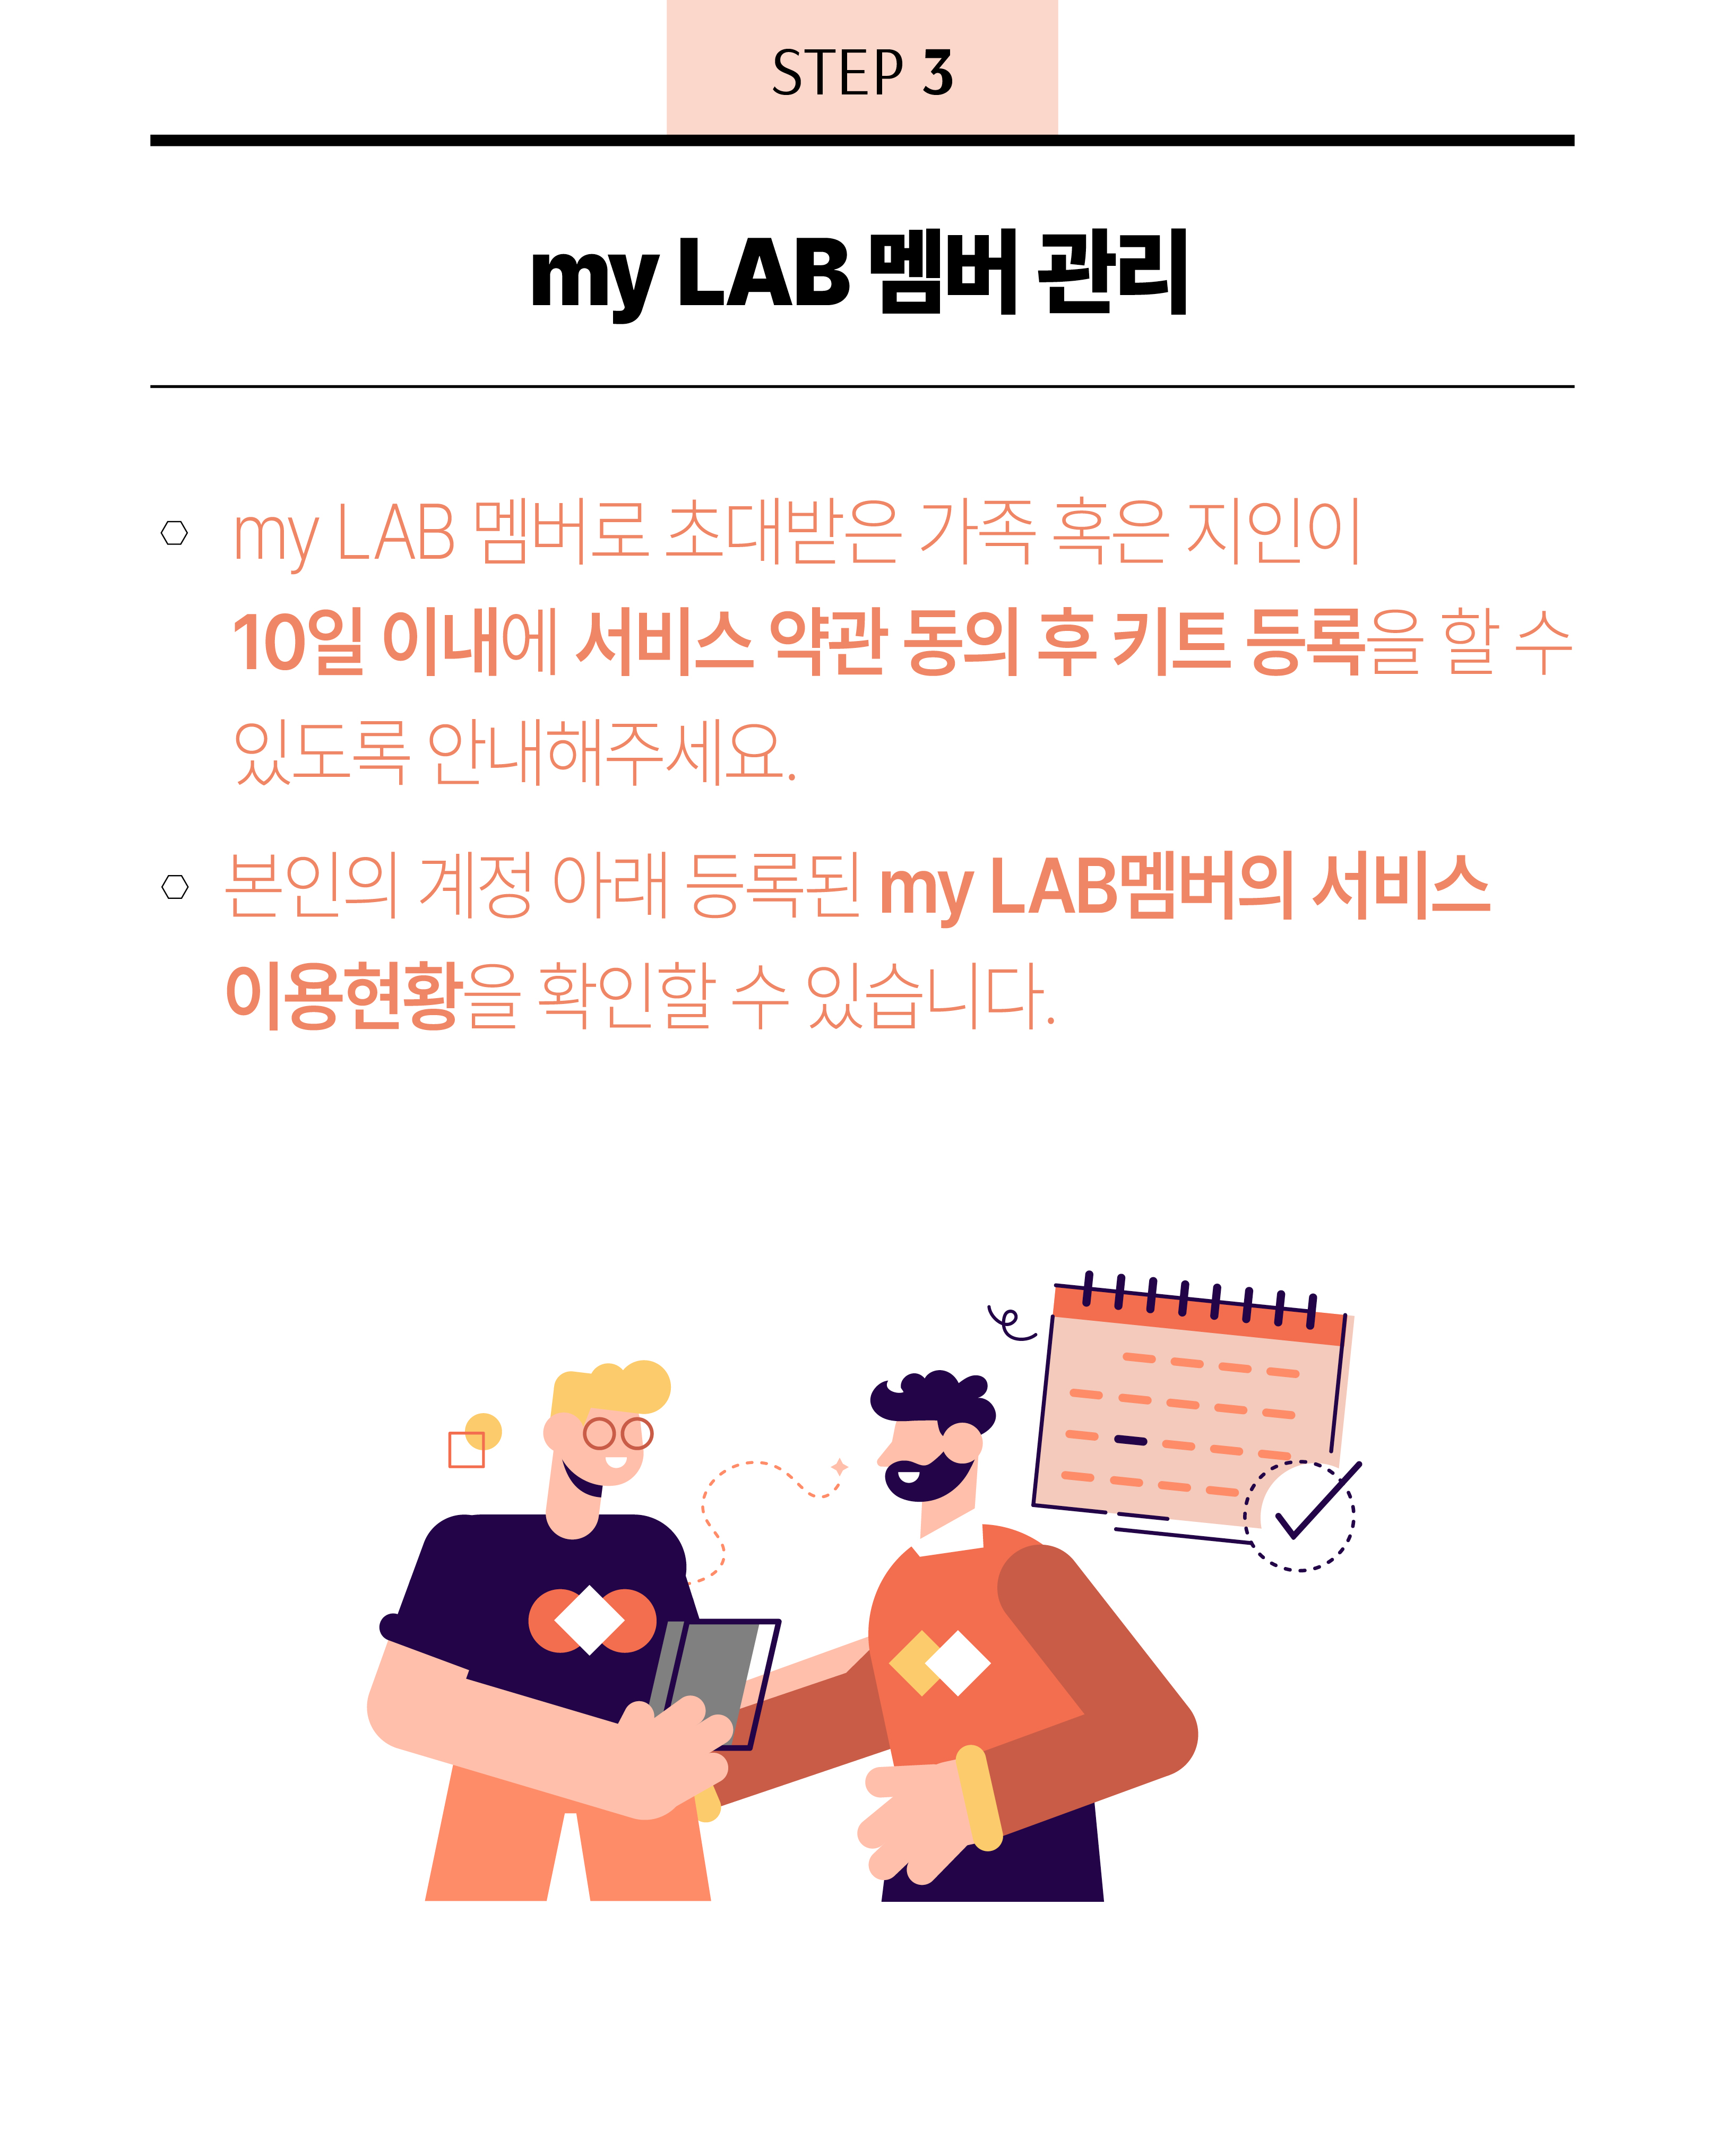 STEP 3
my LAB 멤버 관리
my LAB 멤버로 초대받은 가족 혹은 지인이
10일 이내에 서비스 약관 동의 후 키트 등록을 할 수
있도록 안내해주세요.
본인의 계정 아래 등록된 my LAB멤버의 서비스
이용현황을 확인할 수 있습니다.